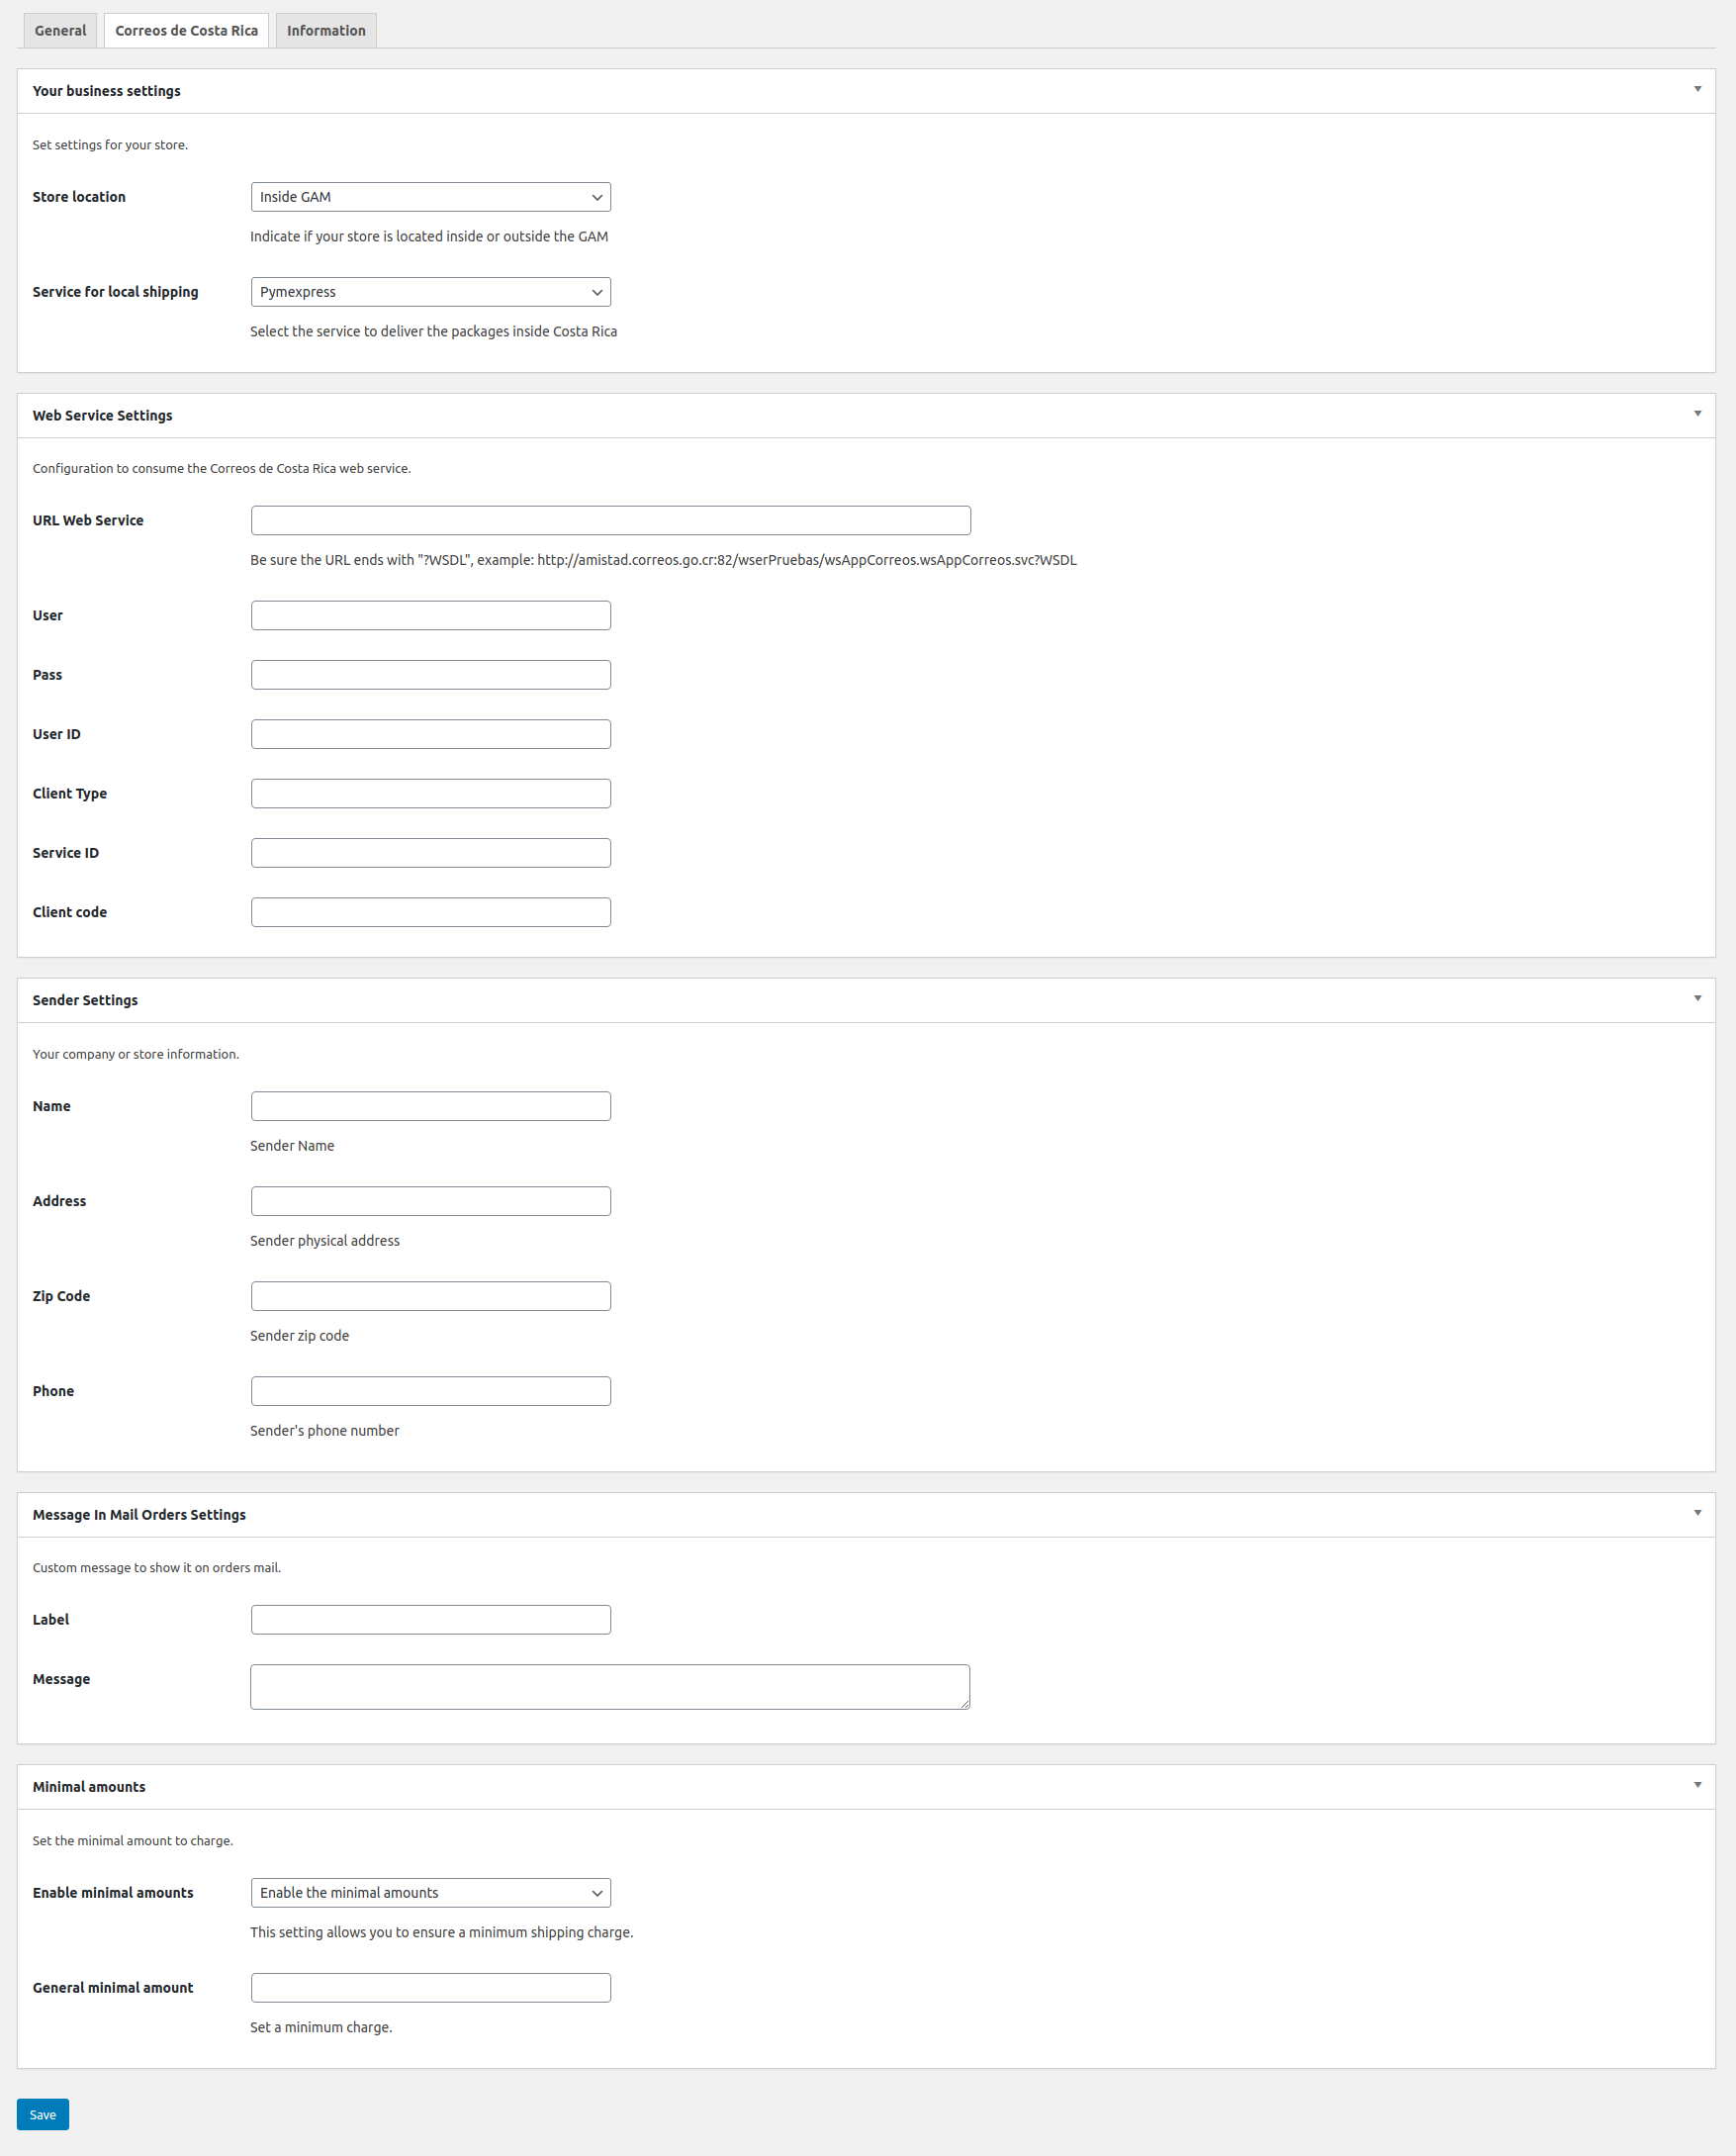 General Correos de Costa Rica Information
Your business settings
Set settings for your store.
Store location Inside GAM
Indicate if your store is located inside or outside the GAM
Service for local shipping Pymexpress
Select the service to deliver the packages inside Costa Rica
Web Service Settings
Configuration to consume the Correos de Costa Rica web service.
URL Web Service
Be sure the URL ends with "?WSDL", example: http://amistad.correos.go.cr:82/wserPruebas/wsAppCorreos.wsAppCorreos.svc?WSDL
User
Pass
User ID
Client Type
Service ID
Client code
Sender Settings
Your company or store information.
Name
Sender Name
Address
Sender physical address
Zip Code
Sender zip code
Phone
Sender's phone number
Message In Mail Orders Settings
Custom message to show it on orders mail.
Label
Message
Minimal amounts
Set the minimal amount to charge.
Enable minimal amounts Enable the minimal amounts
This setting allows you to ensure a minimum shipping charge.
General minimal amount
Set a minimum charge.
Save